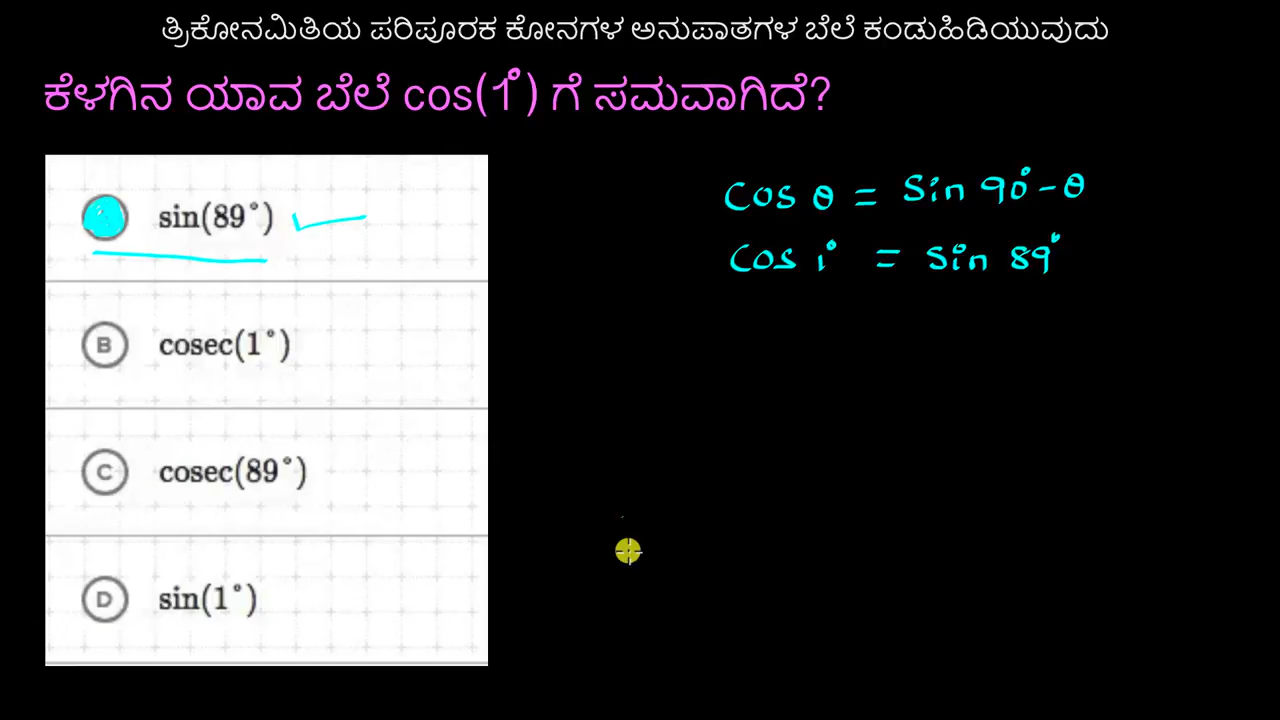 ತ್ರಿಕೋನಮಿತಿಯ ಪರಿಪೂರಕ ಕೋನಗಳ ಅನುಪಾತಗಳ ಬೆಲೆ ಕಂಡುಹಿಡಿಯುವುದು
ಕೆಳಗಿನ ಯಾವ ಬೆಲೆ cos(1°) ಗೆ ಸಮವಾಗಿದೆ?
sin(89°)
B cosec(1°)
C cosec(89°)
D sin(1°)
Cos θ = Sin 90° - θ
Cos 1° = Sin 89°